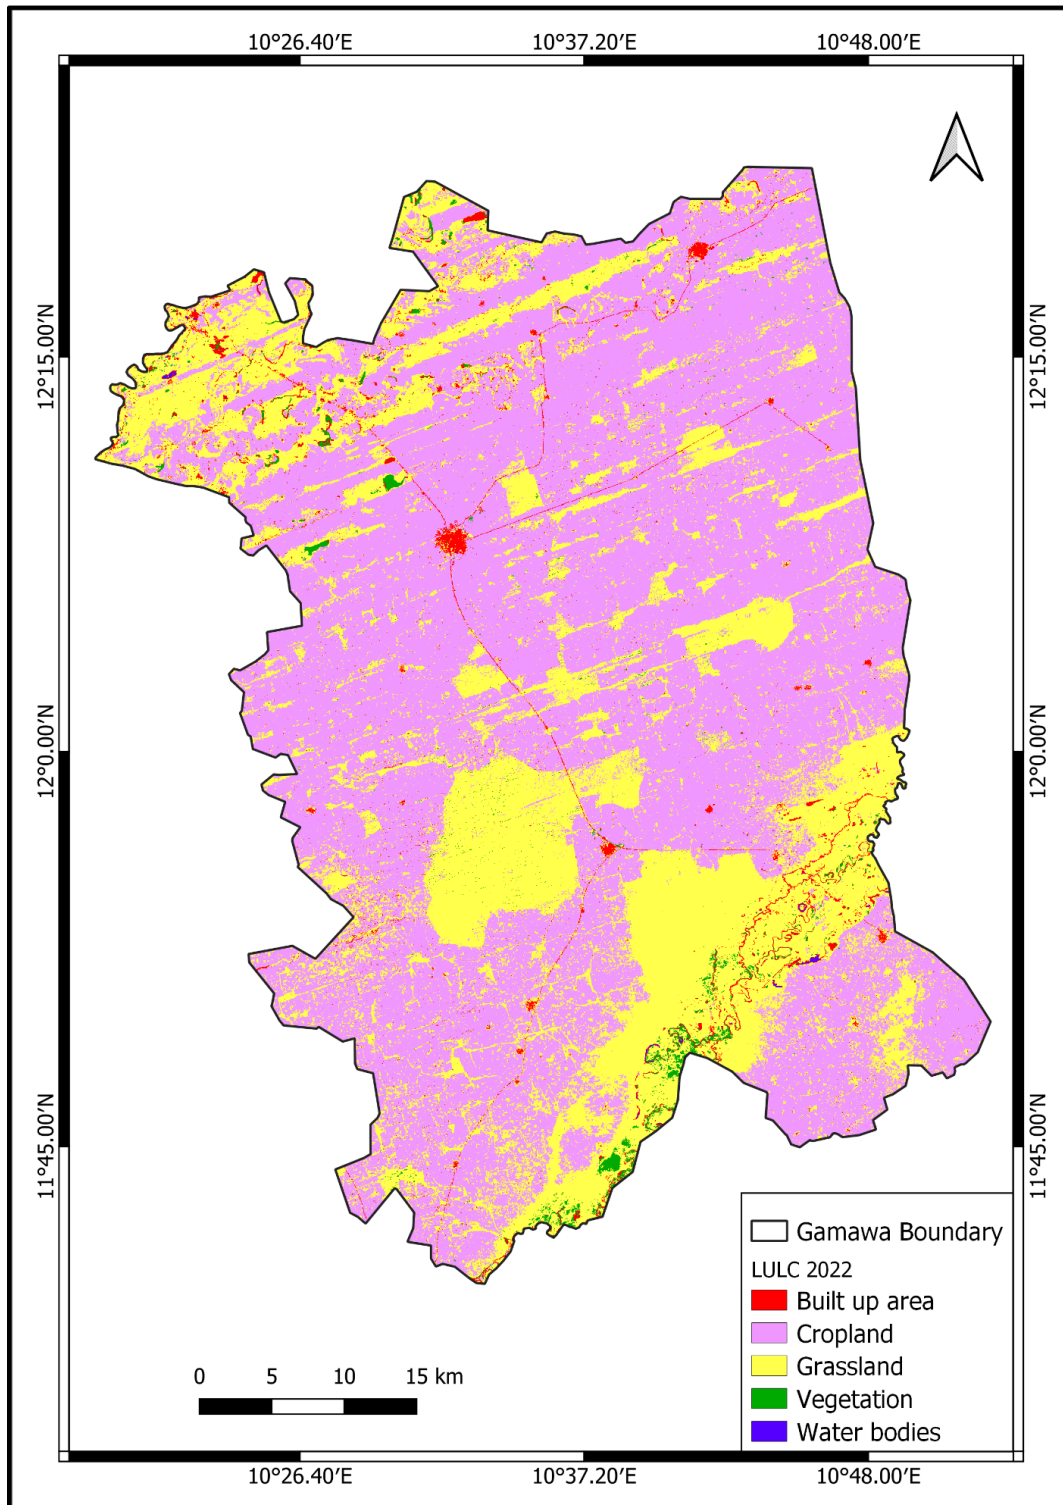 10°26.40′E 10°37.20′E 10°48.00′E
12°15.00′N 12°15.00′N
12°0.00′N 12°0.00′N
11°45.00′N 11°45.00′N
Gamawa Boundary
LULC 2022
Built up area
Cropland
Grassland
Vegetation
Water bodies
0 5 10 15 km
10°26.40′E 10°37.20′E 10°48.00′E